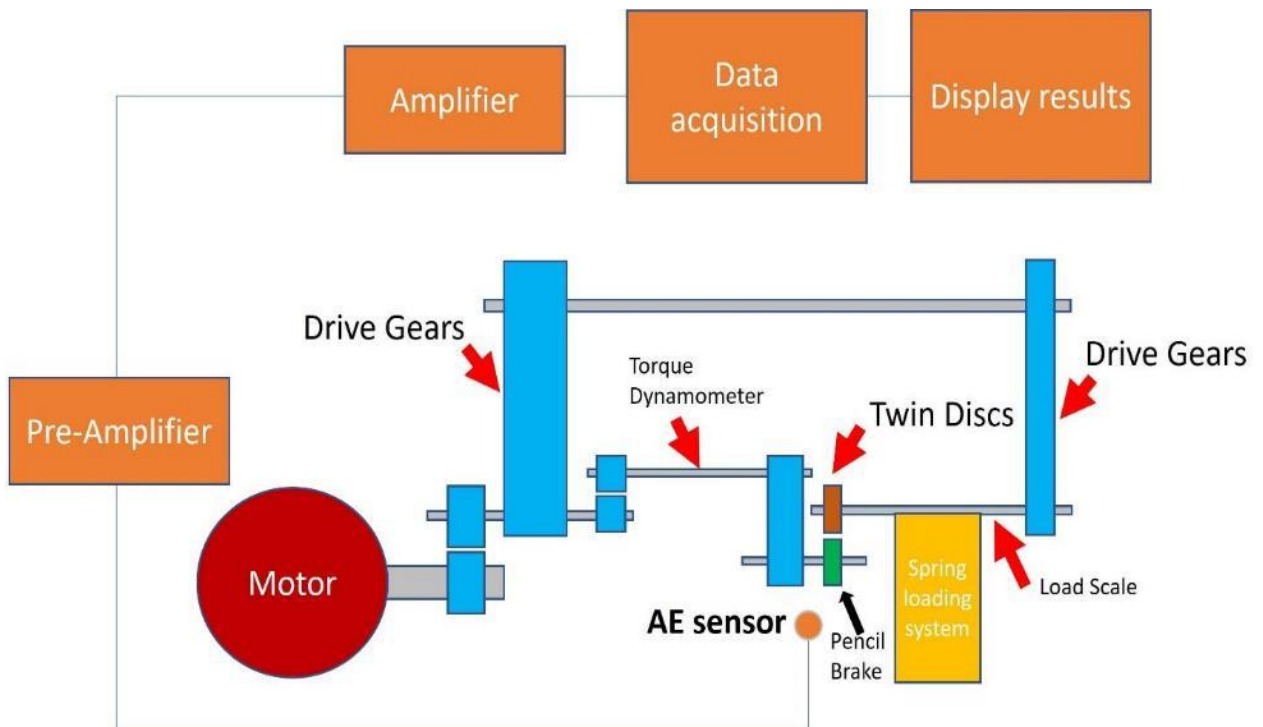 Amplifier
Data
acquisition
Display results
Drive Gears
Torque
Dynamometer
Drive Gears
Twin Discs
Pre-Amplifier
Motor
Spring
loading
system
Load Scale
AE sensor
Pencil
Brake